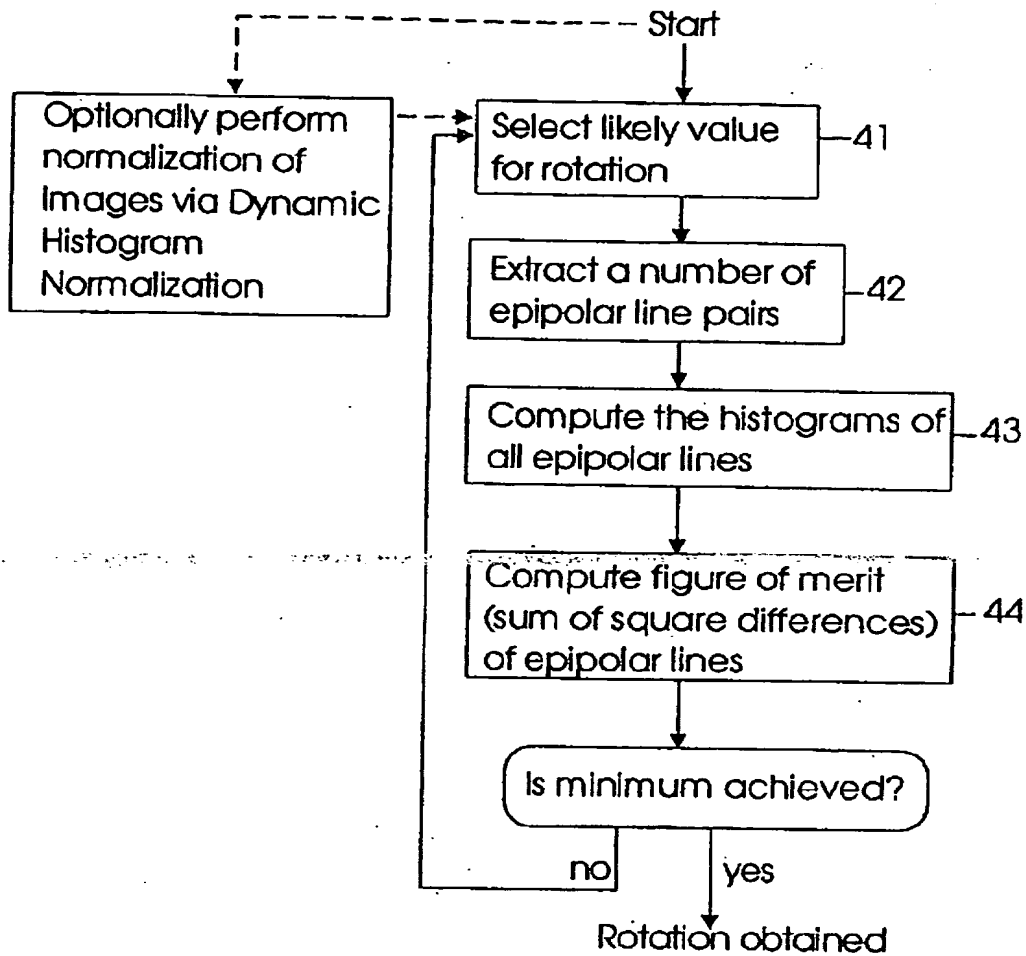 Start
Optionally perform
normalization of
Images via Dynamic
Histogram
Normalization
Select likely value
for rotation
41
Extract a number of
epipolar line pairs
42
Compute the histograms of
all epipolar lines
43
Compute figure of merit
(sum of square differences)
of epipolar lines
44
Is minimum achieved?
no
yes
Rotation obtained